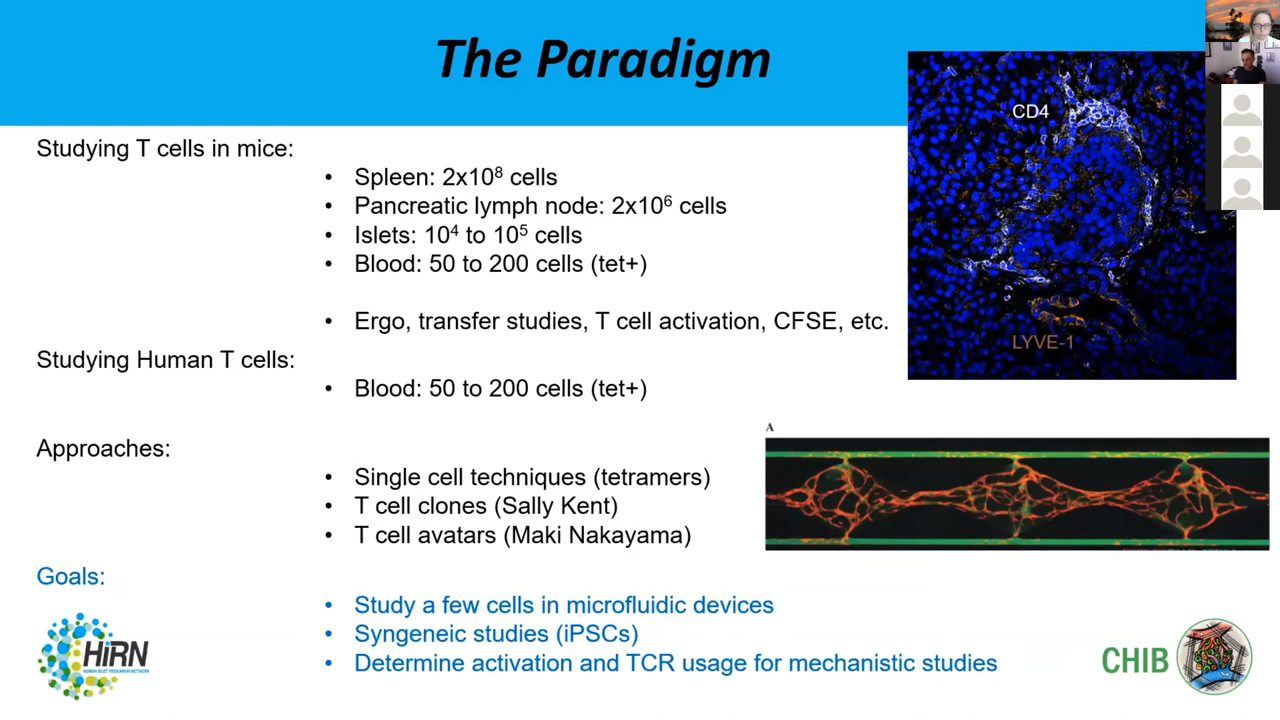 The Paradigm
Studying T cells in mice:
• Spleen: 2x10⁸ cells
• Pancreatic lymph node: 2x10⁶ cells
• Islets: 10⁴ to 10⁵ cells
• Blood: 50 to 200 cells (tet+)
• Ergo, transfer studies, T cell activation, CFSE, etc.
Studying Human T cells:
• Blood: 50 to 200 cells (tet+)
Approaches:
• Single cell techniques (tetramers)
• T cell clones (Sally Kent)
• T cell avatars (Maki Nakayama)
Goals:
• Study a few cells in microfluidic devices
• Syngeneic studies (iPSCs)
• Determine activation and TCR usage for mechanistic studies
CD4
LYVE-1
A
HiRN
HUMAN ISLET RESEARCH NETWORK
CHIB